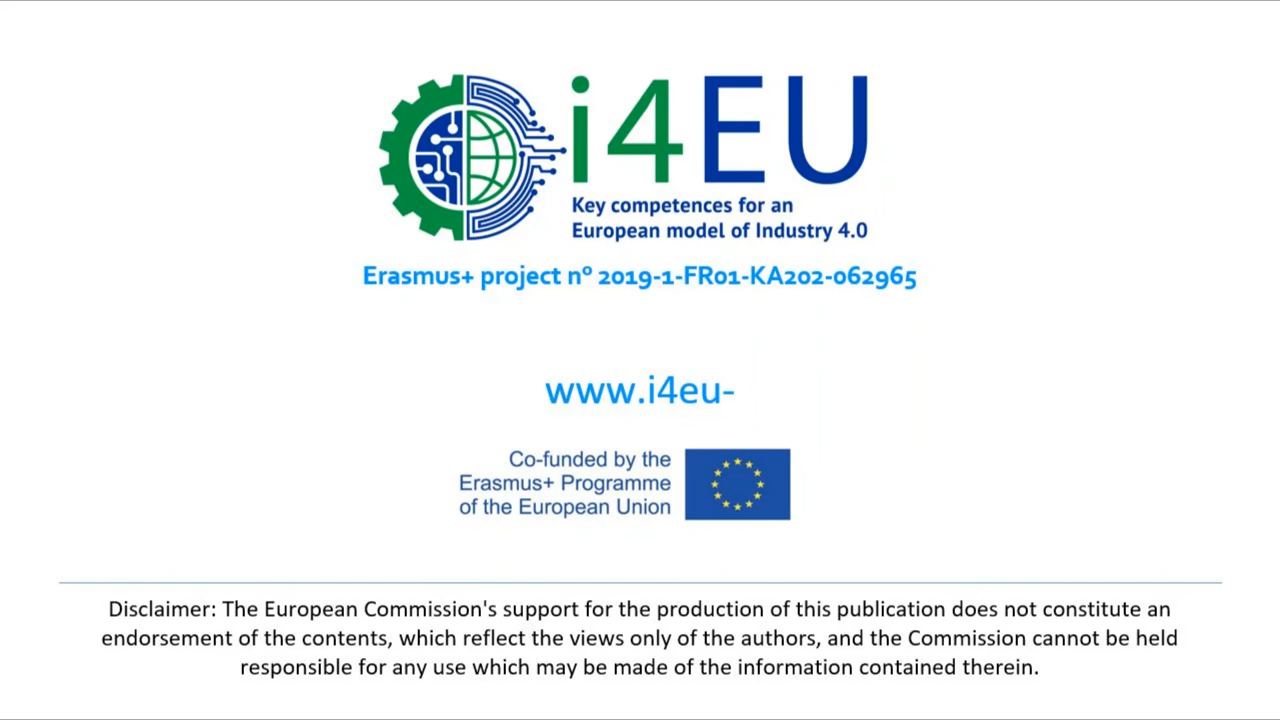 i4EU
Key competences for an
European model of Industry 4.0
Erasmus+ project nº 2019-1-FR01-KA202-062965
www.i4eu-
Co-funded by the
Erasmus+ Programme
of the European Union
Disclaimer: The European Commission's support for the production of this publication does not constitute an
endorsement of the contents, which reflect the views only of the authors, and the Commission cannot be held
responsible for any use which may be made of the information contained therein.